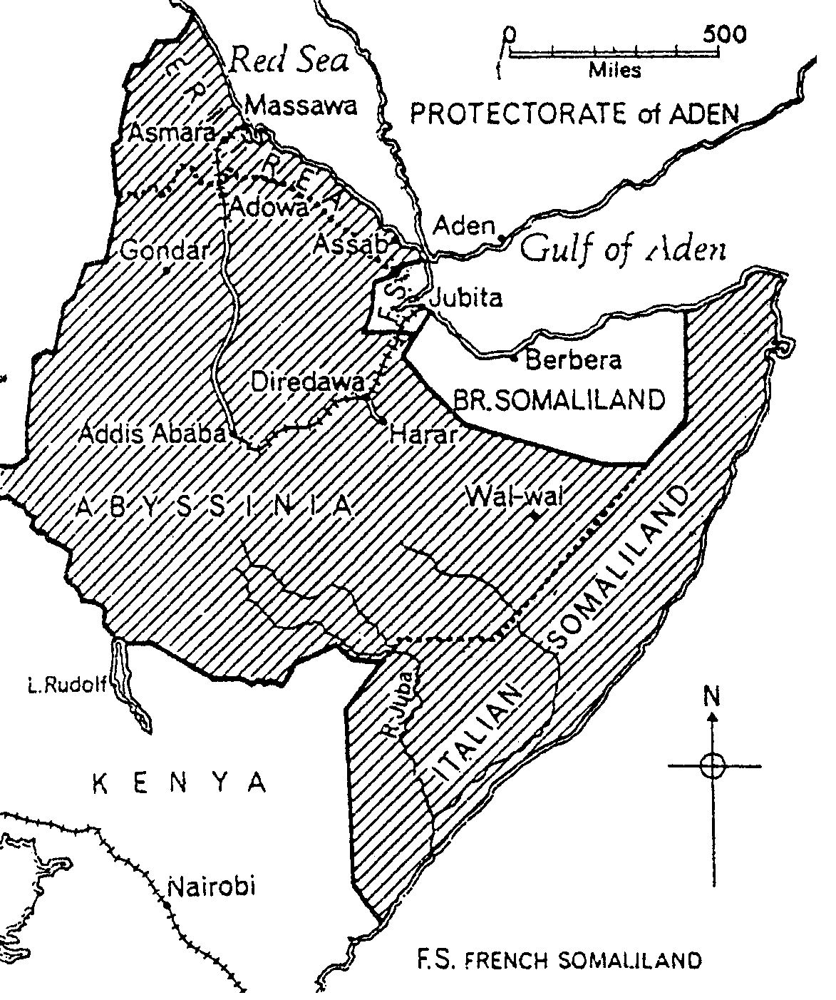 0 500
Miles
Red Sea
Massawa
PROTECTORATE of ADEN
Asmara
ERITREA
Adowa
Aden
Assab
Gulf of Aden
Gondar
F.S.
Jubita
Berbera
Diredawa
BR. SOMALILAND
Addis Ababa
Harar
Wal-wal
ABYSSINIA
ITALIAN SOMALILAND
R. Juba
L. Rudolf
N
KENYA
Nairobi
F.S. FRENCH SOMALILAND